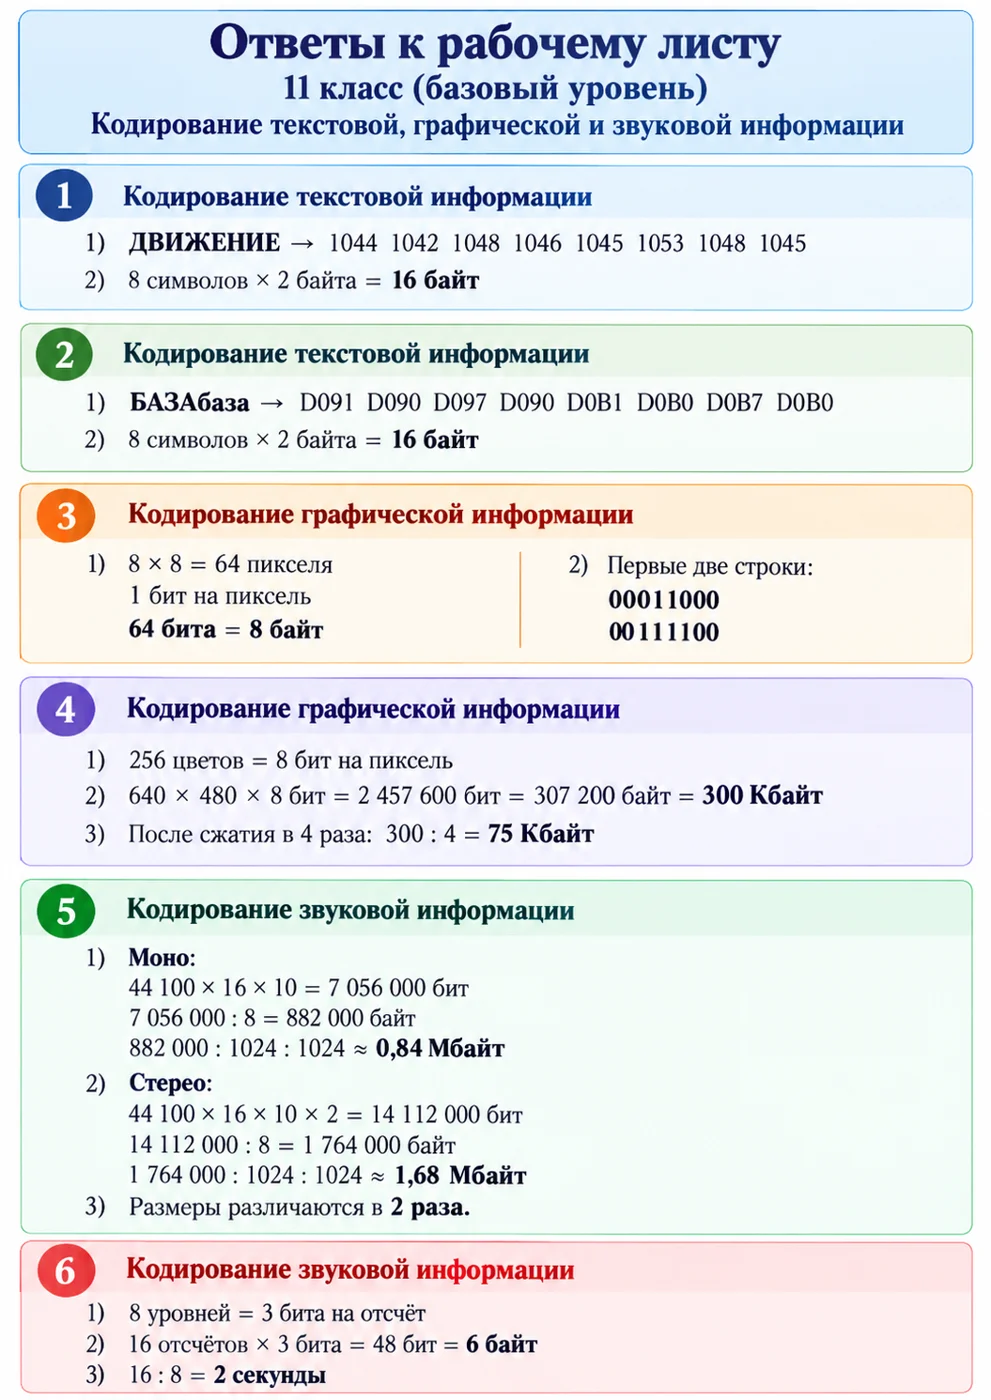 Ответы к рабочему листу
11 класс (базовый уровень)
Кодирование текстовой, графической и звуковой информации
1 Кодирование текстовой информации
1) ДВИЖЕНИЕ → 1044 1042 1048 1046 1045 1053 1048 1045
2) 8 символов × 2 байта = 16 байт
2 Кодирование текстовой информации
1) БАЗАбаза → D091 D090 D097 D090 D0B1 D0B0 D0B7 D0B0
2) 8 символов × 2 байта = 16 байт
3 Кодирование графической информации
1) 8 × 8 = 64 пикселя
1 бит на пиксель
64 бита = 8 байт
2) Первые две строки:
00011000
00111100
4 Кодирование графической информации
1) 256 цветов = 8 бит на пиксель
2) 640 × 480 × 8 бит = 2 457 600 бит = 307 200 байт = 300 Кбайт
3) После сжатия в 4 раза: 300 : 4 = 75 Кбайт
5 Кодирование звуковой информации
1) Моно:
44 100 × 16 × 10 = 7 056 000 бит
7 056 000 : 8 = 882 000 байт
882 000 : 1024 : 1024 ≈ 0,84 Мбайт
2) Стерео:
44 100 × 16 × 10 × 2 = 14 112 000 бит
14 112 000 : 8 = 1 764 000 байт
1 764 000 : 1024 : 1024 ≈ 1,68 Мбайт
3) Размеры различаются в 2 раза.
6 Кодирование звуковой информации
1) 8 уровней = 3 бита на отсчёт
2) 16 отсчётов × 3 бита = 48 бит = 6 байт
3) 16 : 8 = 2 секунды